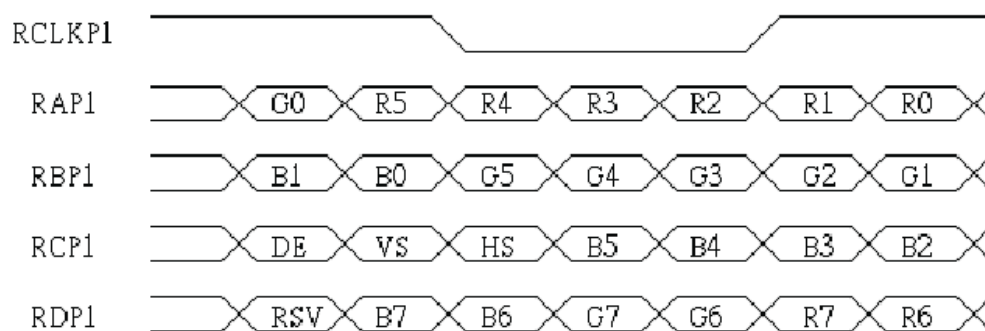 RCLKP1
RAP1 G0 R5 R4 R3 R2 R1 R0
RBP1 B1 B0 G5 G4 G3 G2 G1
RCP1 DE VS HS B5 B4 B3 B2
RDP1 RSV B7 B6 G7 G6 R7 R6